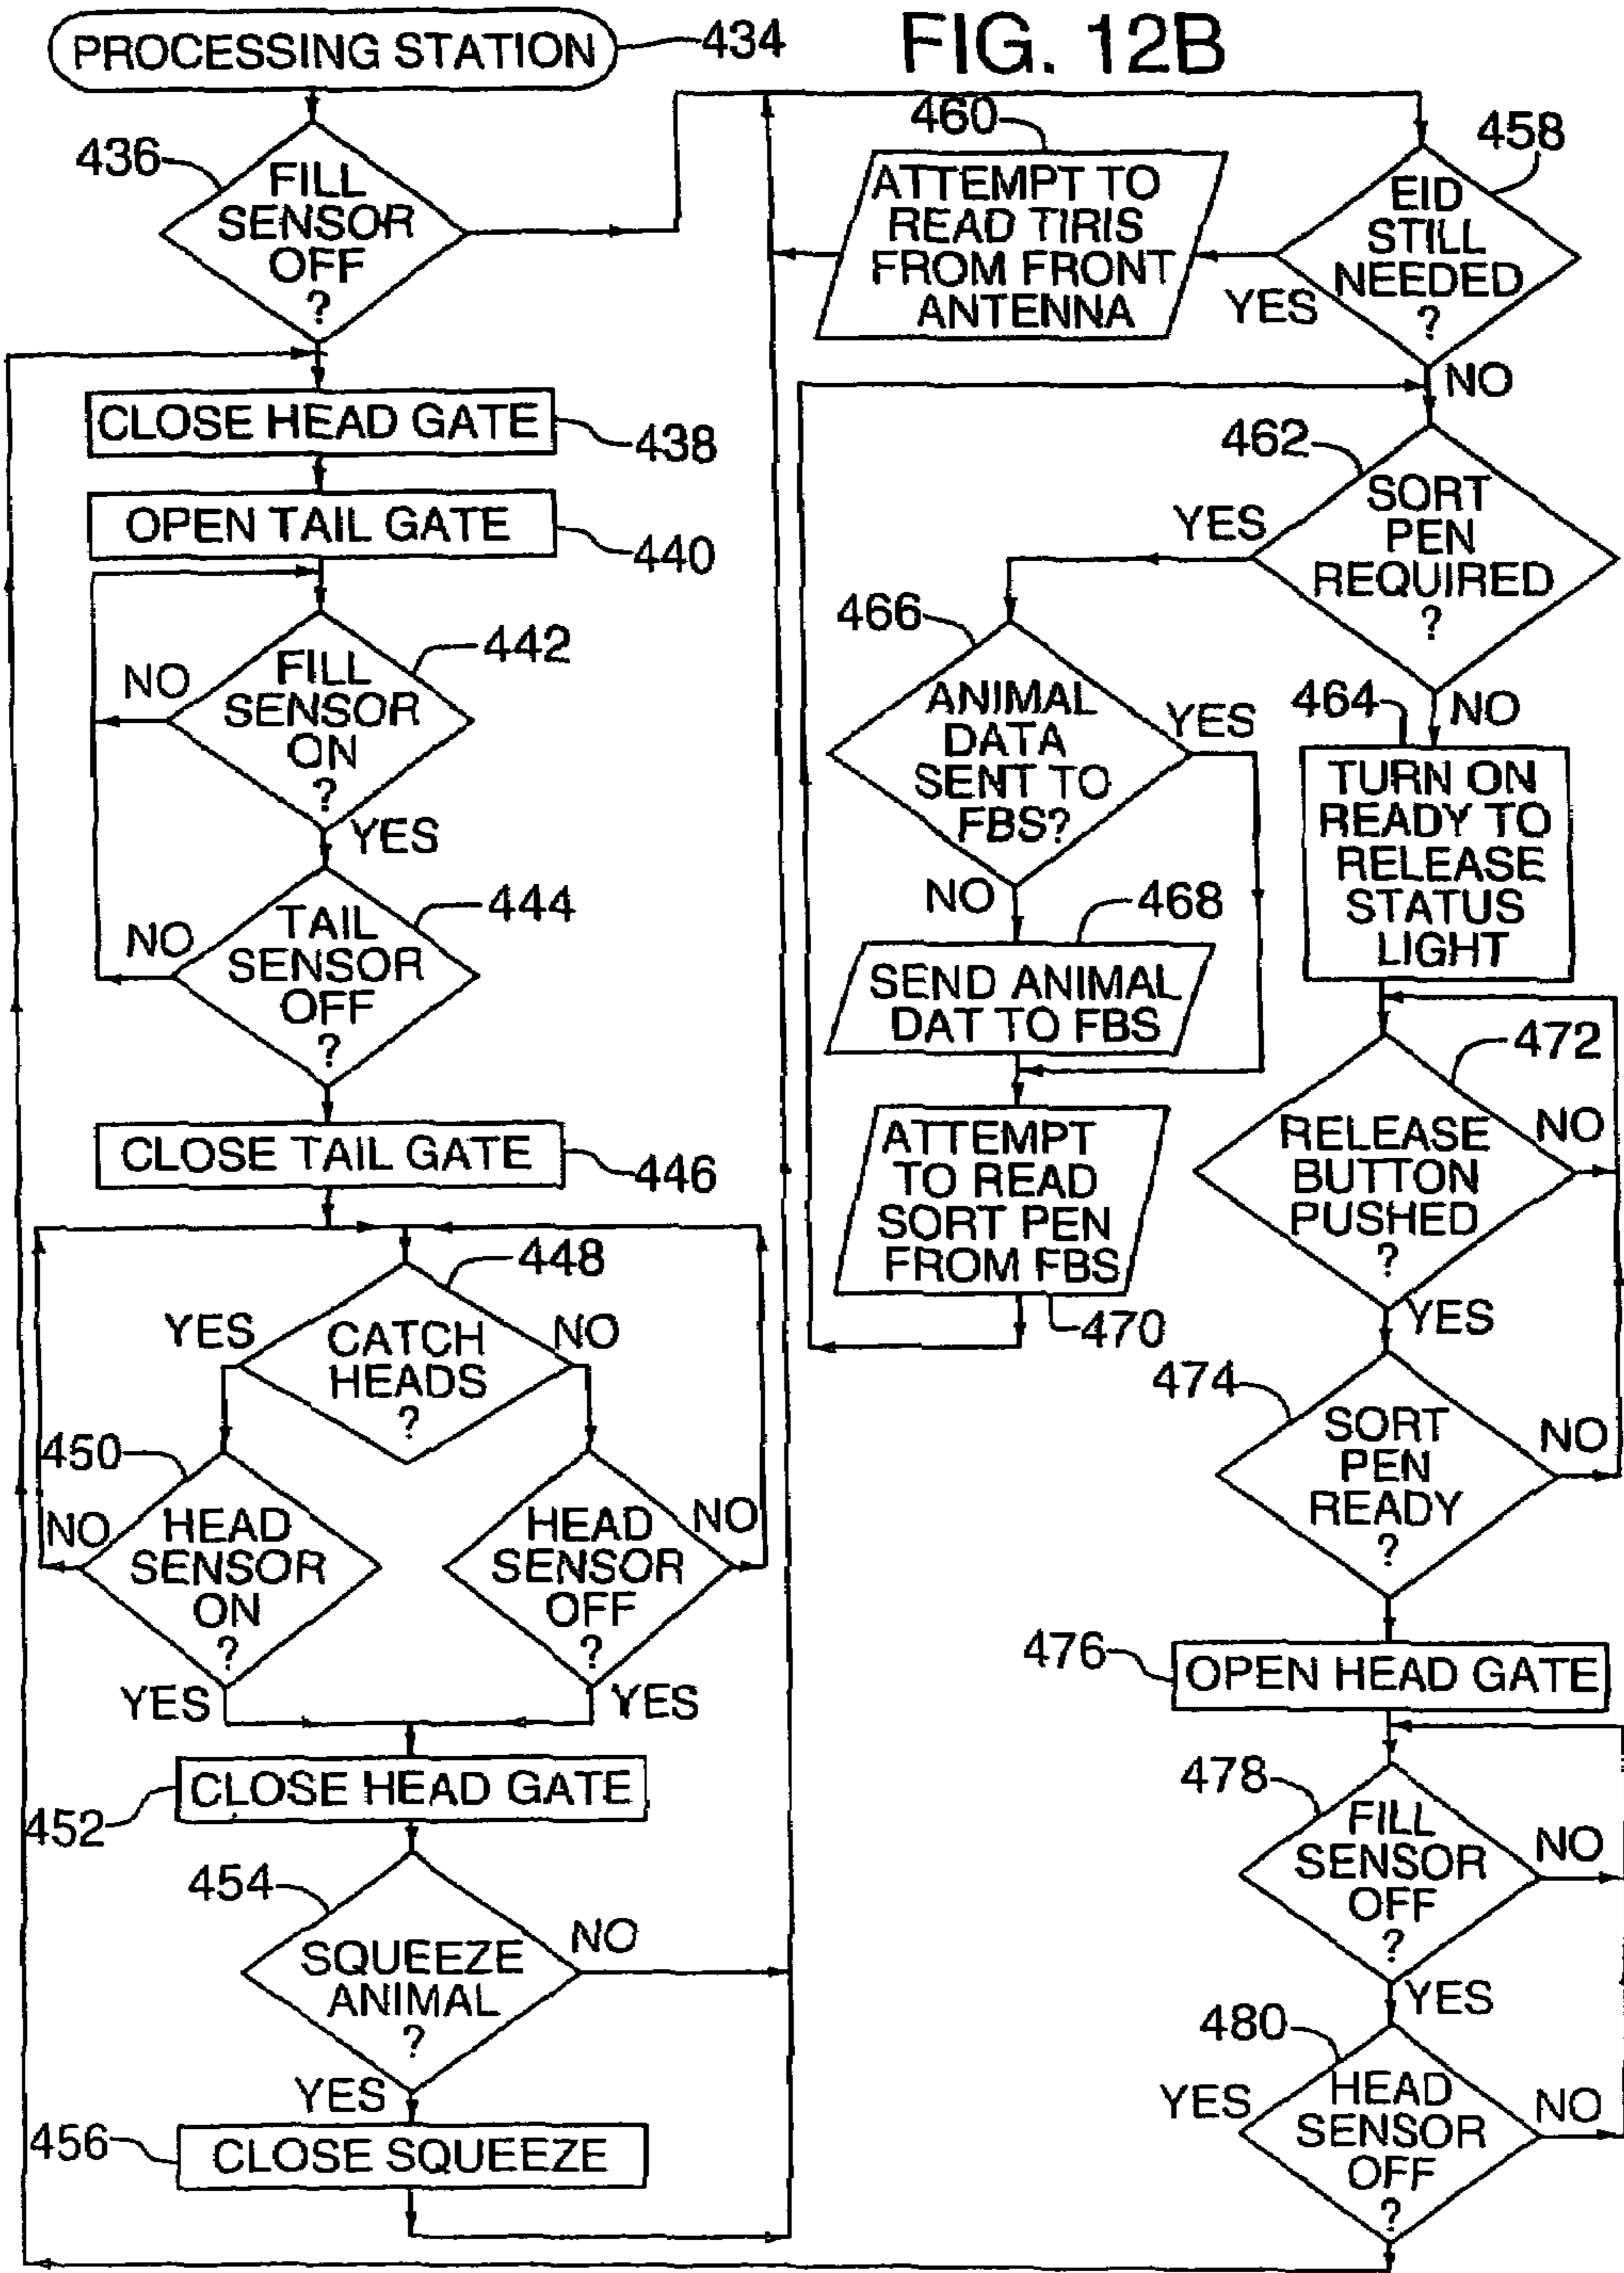 FIG. 12B
PROCESSING STATION
434
436
FILL
SENSOR
OFF
?
CLOSE HEAD GATE
438
OPEN TAIL GATE
440
442
FILL
SENSOR
ON
?
NO
YES
444
TAIL
SENSOR
OFF
?
NO
CLOSE TAIL GATE
446
448
CATCH
HEADS
?
YES
NO
450
HEAD
SENSOR
ON
?
NO
YES
HEAD
SENSOR
OFF
?
NO
YES
CLOSE HEAD GATE
452
454
SQUEEZE
ANIMAL
?
NO
YES
456
CLOSE SQUEEZE
460
ATTEMPT TO
READ TIRIS
FROM FRONT
ANTENNA
458
EID
STILL
NEEDED
?
YES
NO
462
SORT
PEN
REQUIRED
?
YES
NO
466
ANIMAL
DATA
SENT TO
FBS?
YES
NO
468
SEND ANIMAL
DAT TO FBS
ATTEMPT
TO READ
SORT PEN
FROM FBS
470
464
TURN ON
READY TO
RELEASE
STATUS
LIGHT
472
RELEASE
BUTTON
PUSHED
?
NO
YES
474
SORT
PEN
READY
?
NO
476
OPEN HEAD GATE
478
FILL
SENSOR
OFF
?
NO
YES
480
HEAD
SENSOR
OFF
?
YES
NO